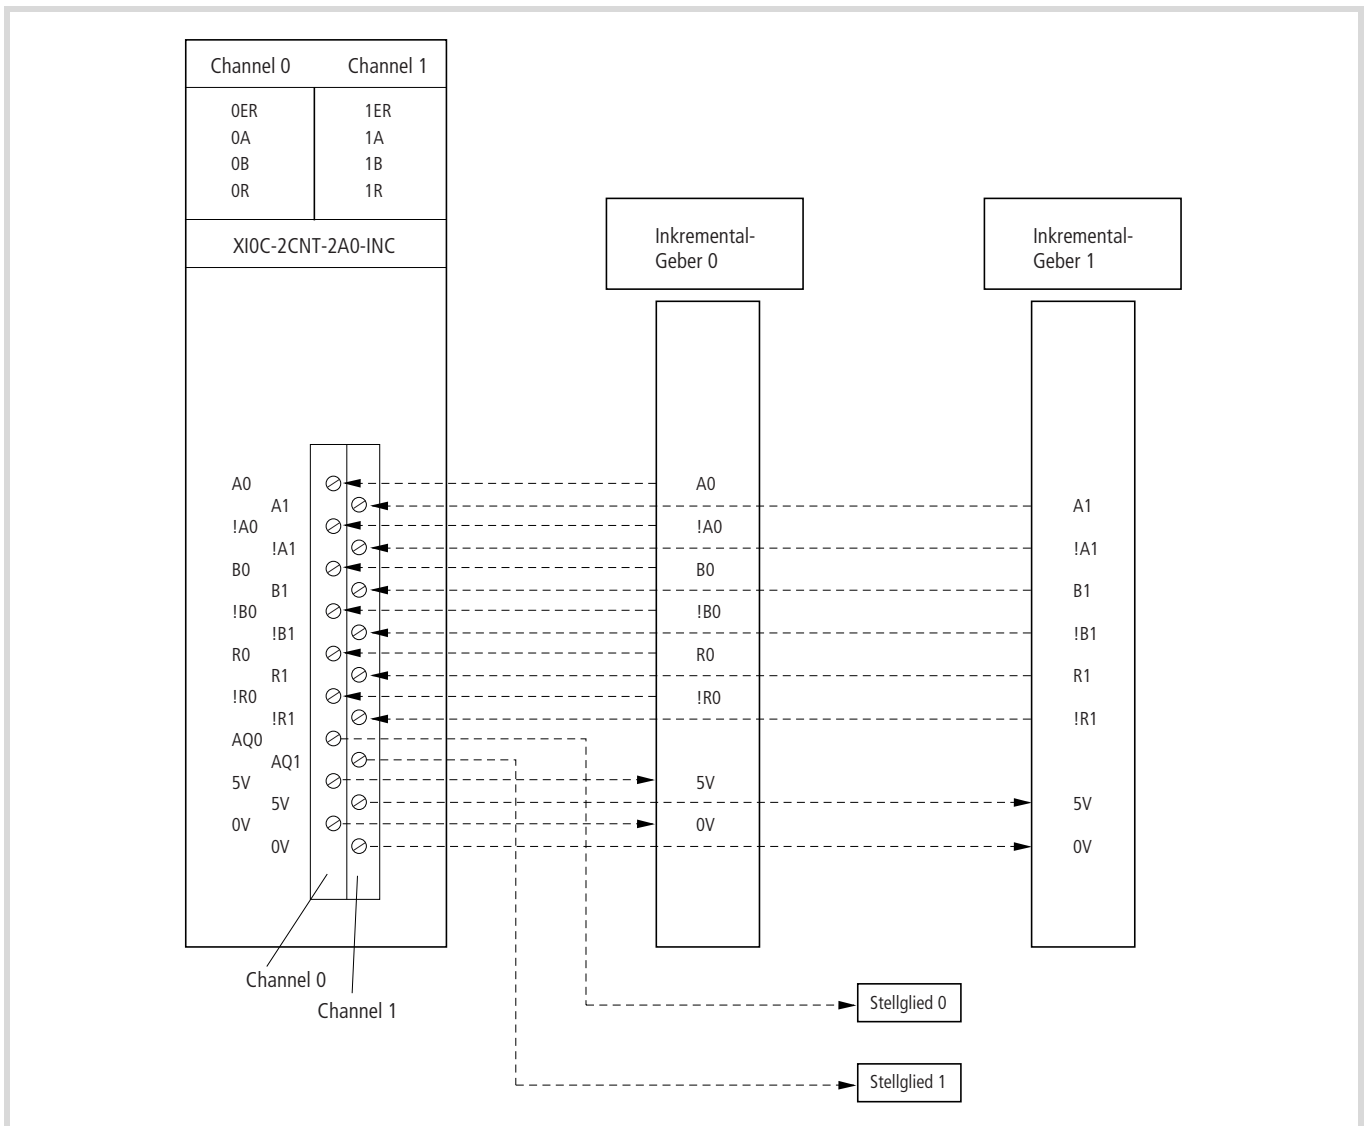 Channel 0 Channel 1
0ER 1ER
0A 1A
0B 1B
0R 1R
XI0C-2CNT-2A0-INC
Inkremental-
Geber 0
Inkremental-
Geber 1
A0 A0
A1 A1
!A0 !A0
!A1 !A1
B0 B0
B1 B1
!B0 !B0
!B1 !B1
R0 R0
R1 R1
!R0 !R0
!R1 !R1
AQ0
AQ1
5V 5V
5V 5V
0V 0V
0V 0V
Channel 0
Channel 1
Stellglied 0
Stellglied 1